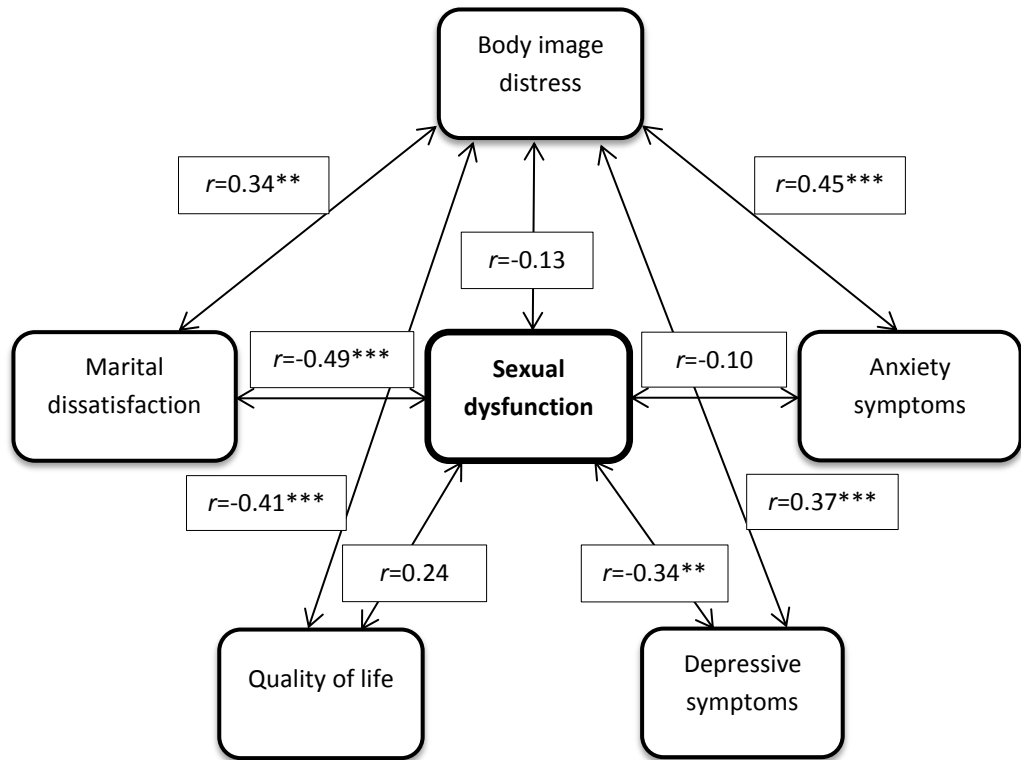 Body image
distress
r=0.34**
r=0.45***
r=-0.13
Marital
dissatisfaction
r=-0.49***
Sexual
dysfunction
r=-0.10
Anxiety
symptoms
r=-0.41***
r=0.37***
r=0.24
r=-0.34**
Quality of life
Depressive
symptoms